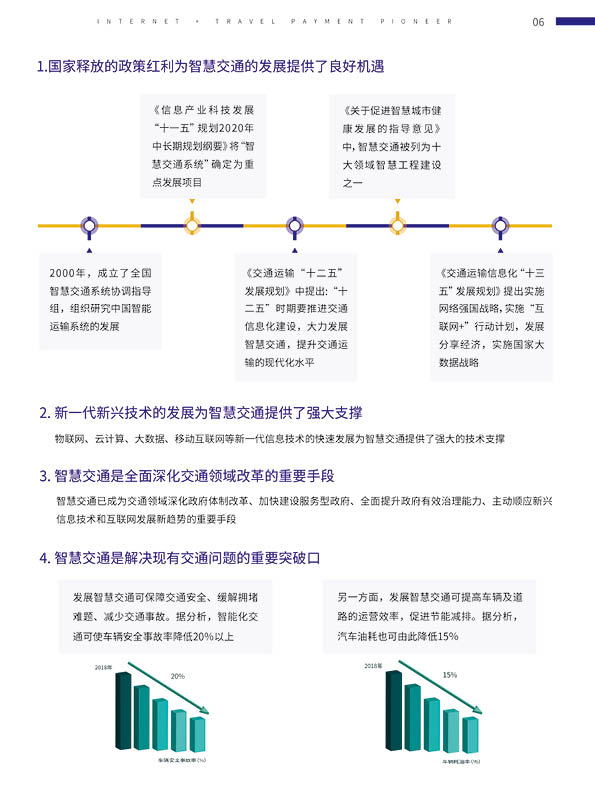 INTERNET + TRAVEL PAYMENT PIONEER
06
1.国家释放的政策红利为智慧交通的发展提供了良好机遇
《信息产业科技发展
“十一五”规划2020年
中长期规划纲要》将“智
慧交通系统”确定为重
点发展项目
《关于促进智慧城市健
康发展的指导意见》
中，智慧交通被列为十
大领域智慧工程建设
之一
2000年，成立了全国
智慧交通系统协调指导
组，组织研究中国智能
运输系统的发展
《交通运输“十二五”
发展规划》中提出：“十
二五”时期要推进交通
信息化建设，大力发展
智慧交通，提升交通运
输的现代化水平
《交通运输信息化“十三
五”发展规划》提出实施
网络强国战略，实施“互
联网+”行动计划，发展
分享经济，实施国家大
数据战略
2. 新一代新兴技术的发展为智慧交通提供了强大支撑
物联网、云计算、大数据、移动互联网等新一代信息技术的快速发展为智慧交通提供了强大的技术支撑
3. 智慧交通是全面深化交通领域改革的重要手段
智慧交通已成为交通领域深化政府体制改革、加快建设服务型政府、全面提升政府有效治理能力、主动顺应新兴
信息技术和互联网发展新趋势的重要手段
4. 智慧交通是解决现有交通问题的重要突破口
发展智慧交通可保障交通安全、缓解拥堵
难题、减少交通事故。据分析，智能化交
通可使车辆安全事故率降低20%以上
另一方面，发展智慧交通可提高车辆及道
路的运营效率，促进节能减排。据分析，
汽车油耗也可由此降低15%
2018年
20%
车辆安全事故率（%）
2018年
15%
车辆耗油率（%）